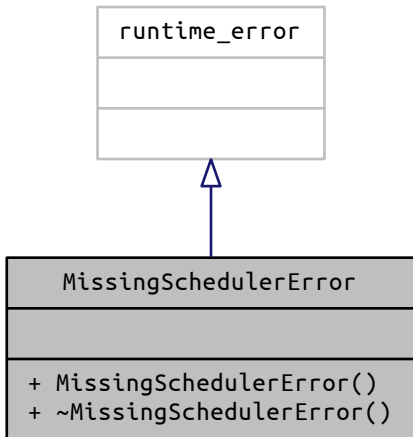 runtime_error
MissingSchedulerError
+ MissingSchedulerError()
+ ~MissingSchedulerError()